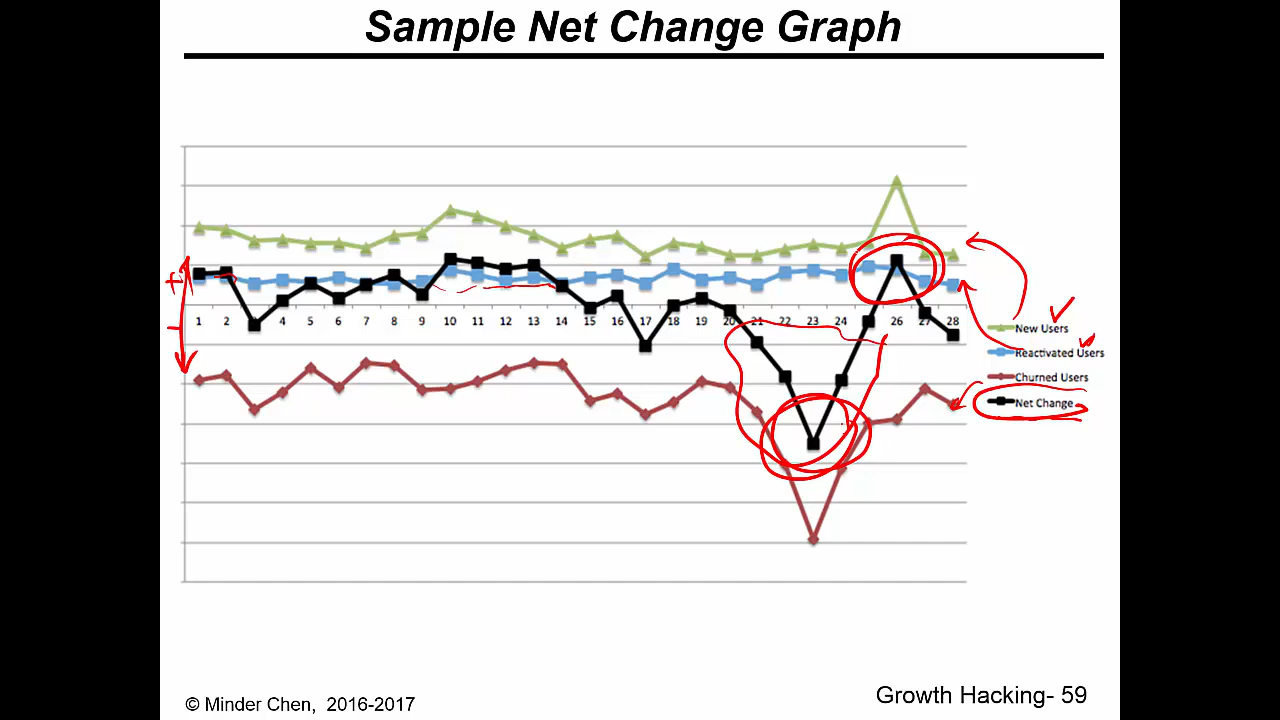 Sample Net Change Graph
1 2 4 5 6 7 8 9 10 11 12 13 14 15 16 17 18 19 20 21 22 23 24 26 27 28
New Users
Reactivated Users
Churned Users
Net Change
+
-
© Minder Chen, 2016-2017
Growth Hacking- 59